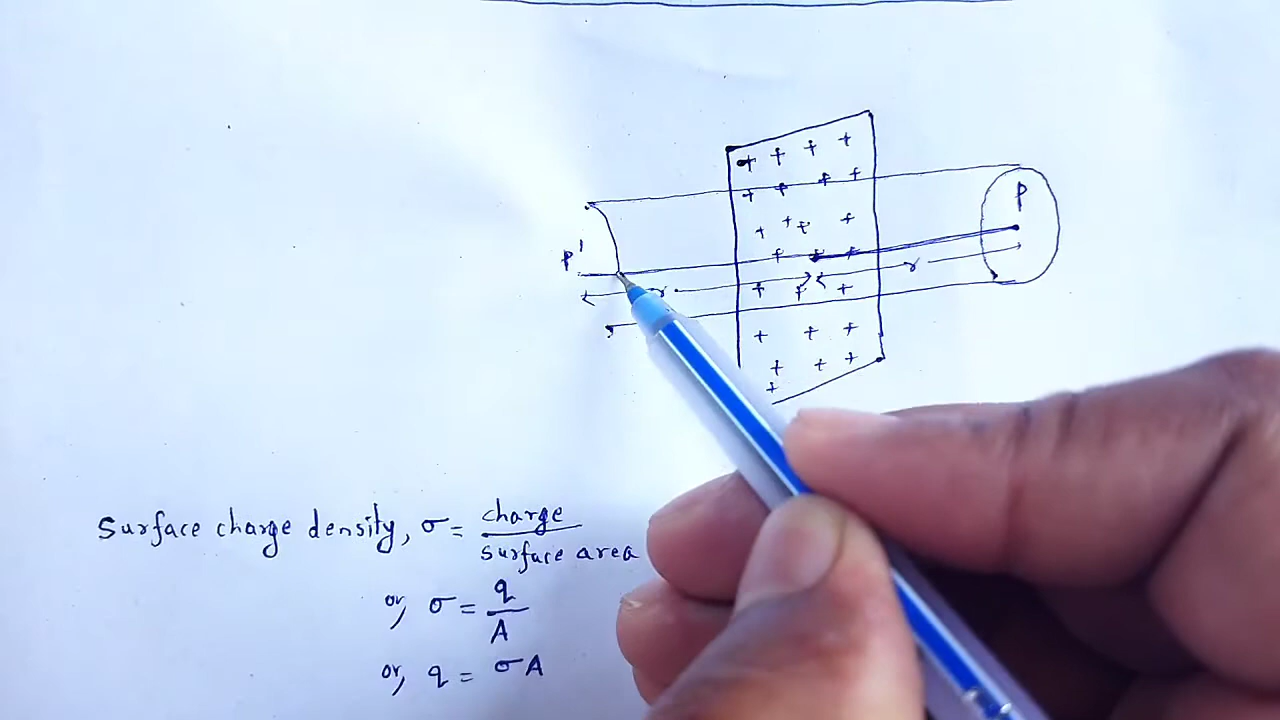 P
P'
r
r
Surface charge density, σ = charge / surface area
or, σ = q / A
or, q = σA